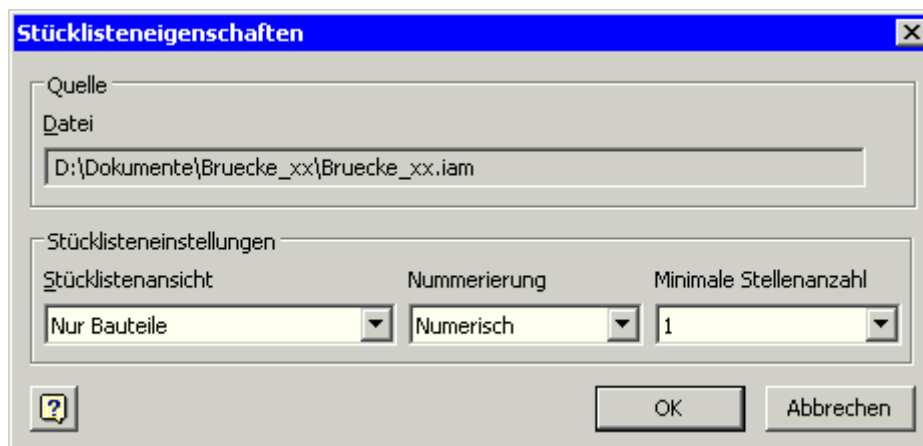 Stücklisteneigenschaften
Quelle
Datei
D:\Dokumente\Bruecke_xx\Bruecke_xx.iam
Stücklisteneinstellungen
Stücklistenansicht Nummerierung Minimale Stellenanzahl
Nur Bauteile Numerisch 1
OK Abbrechen